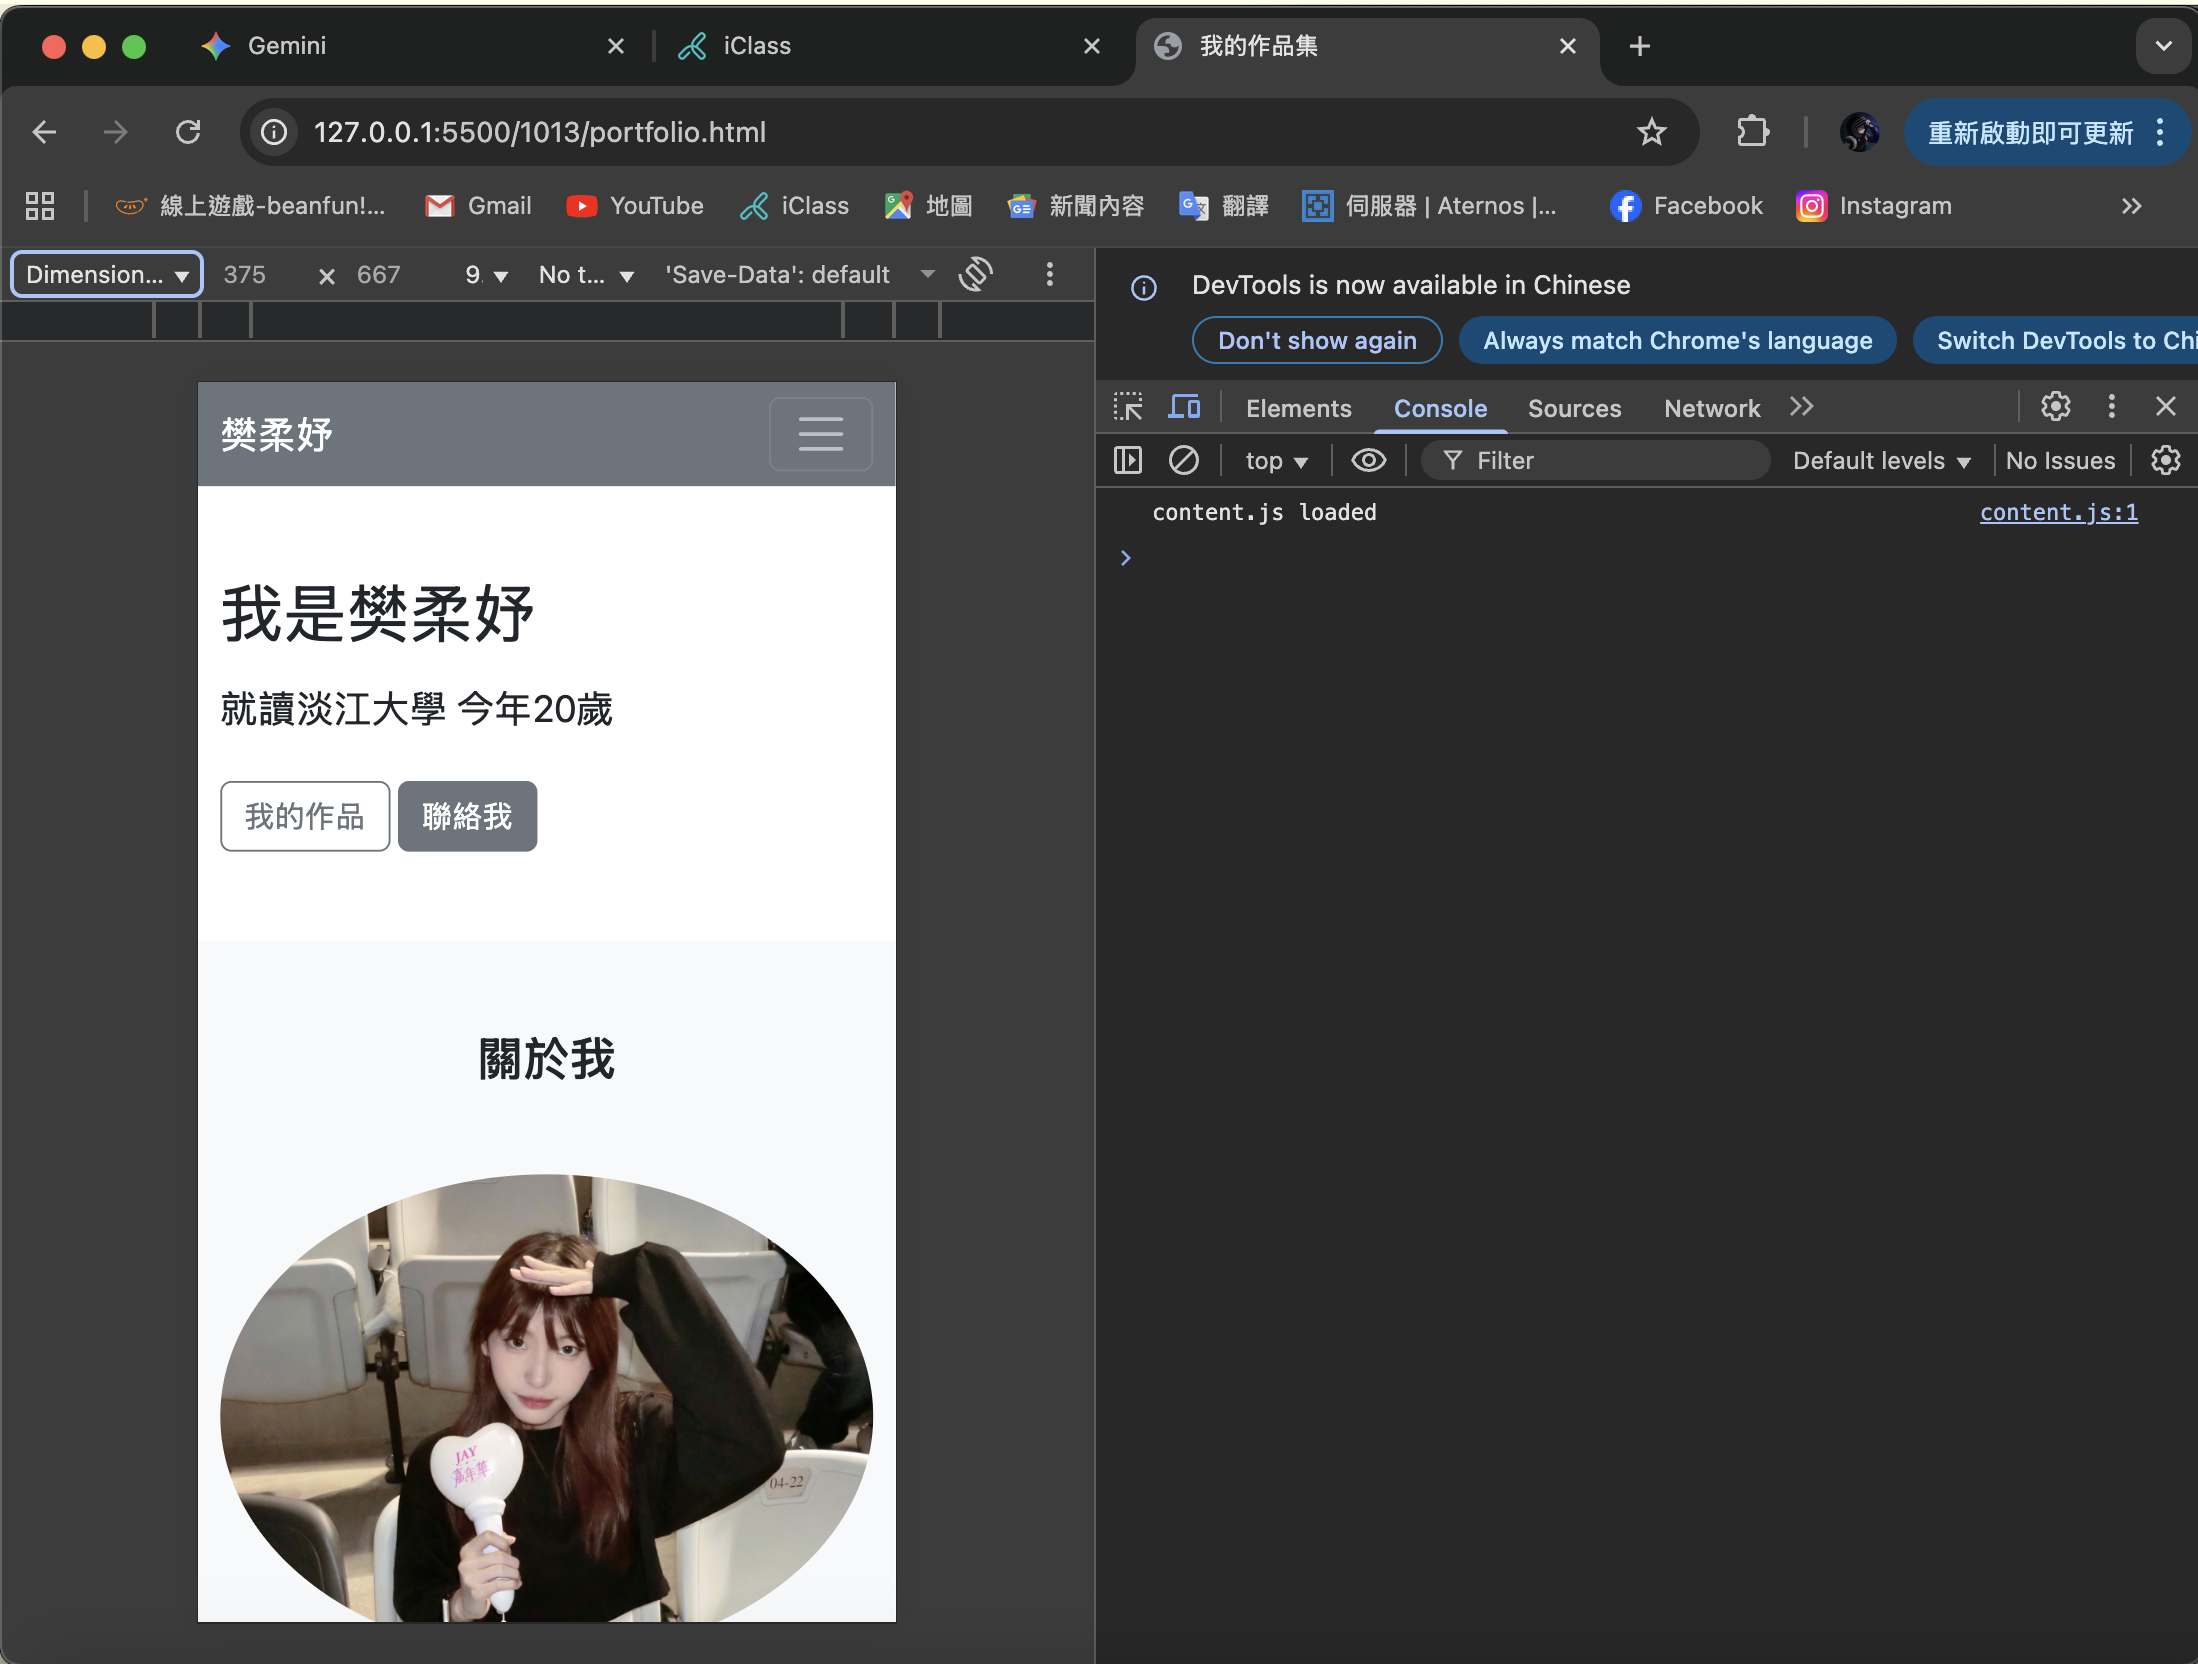 Gemini
iClass
我的作品集
127.0.0.1:5500/1013/portfolio.html
重新啟動即可更新
線上遊戲-beanfun!...
Gmail
YouTube
iClass
地圖
新聞內容
翻譯
伺服器 | Aternos |...
Facebook
Instagram
Dimension... 375 × 667 9. No t... 'Save-Data': default
DevTools is now available in Chinese
Don't show again
Always match Chrome's language
Switch DevTools to Chi
Elements Console Sources Network
top Filter Default levels No Issues
content.js loaded content.js:1
樊柔妤
我是樊柔妤
就讀淡江大學 今年20歲
我的作品 聯絡我
關於我
JAY
嘉年華
04-22